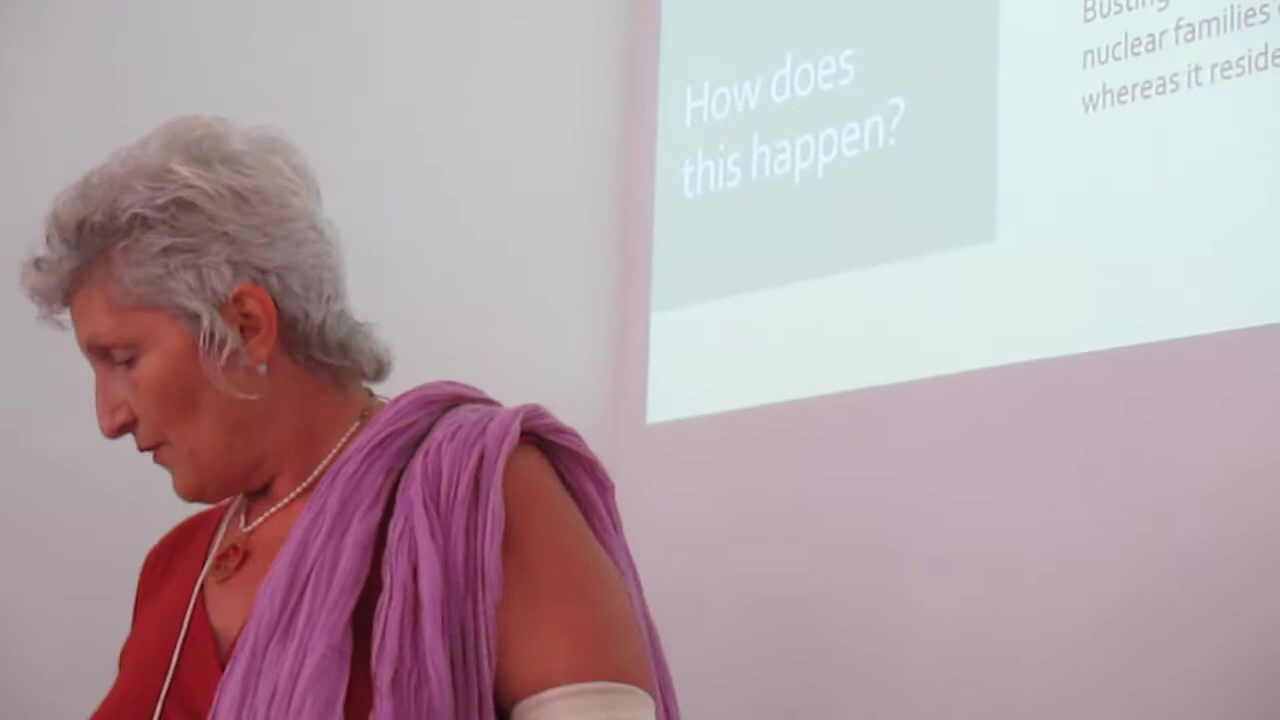 How does
this happen?
Busting
nuclear families
whereas it reside